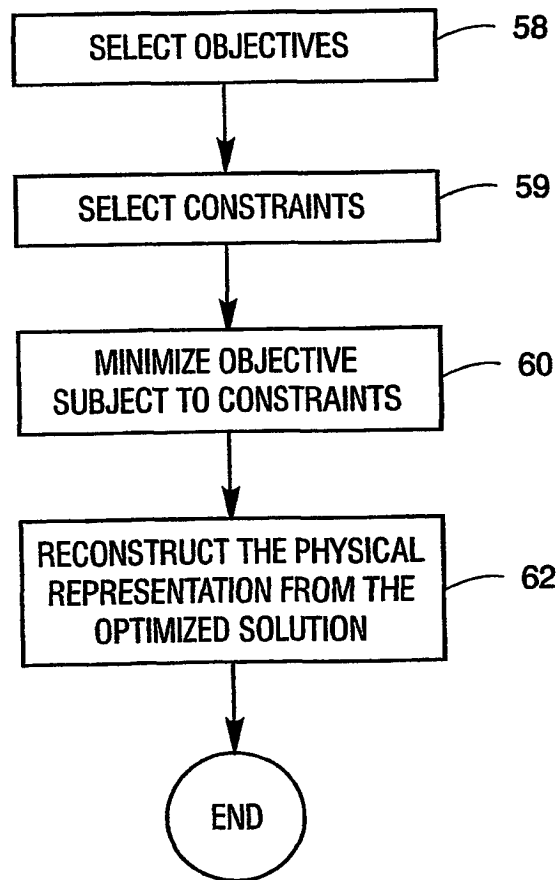 SELECT OBJECTIVES
58
SELECT CONSTRAINTS
59
MINIMIZE OBJECTIVE
SUBJECT TO CONSTRAINTS
60
RECONSTRUCT THE PHYSICAL
REPRESENTATION FROM THE
OPTIMIZED SOLUTION
62
END